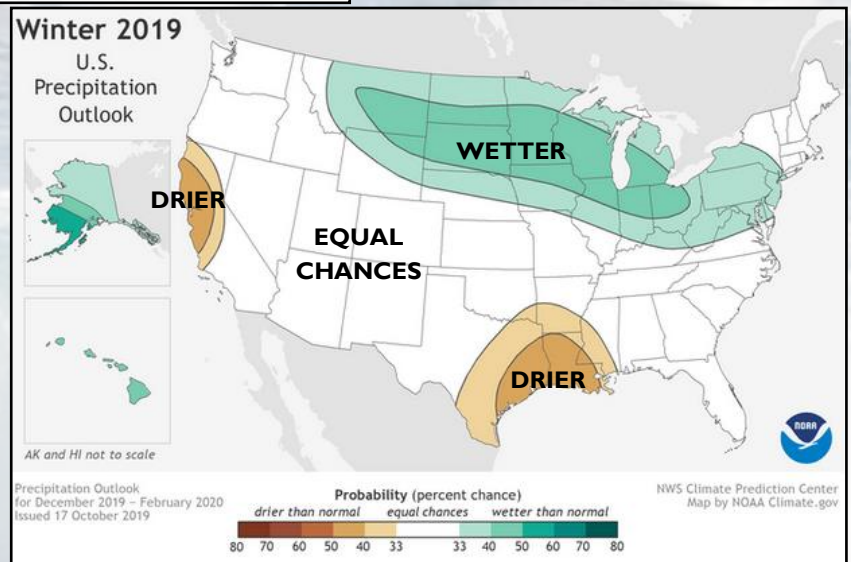 Winter 2019
U.S.
Precipitation
Outlook
WETTER
DRIER
EQUAL
CHANCES
DRIER
AK and HI not to scale
NOAA
Precipitation Outlook
for December 2019 – February 2020
Issued 17 October 2019
Probability (percent chance)
drier than normal equal chances wetter than normal
80 70 60 50 40 33 33 40 50 60 70 80
NWS Climate Prediction Center
Map by NOAA Climate.gov